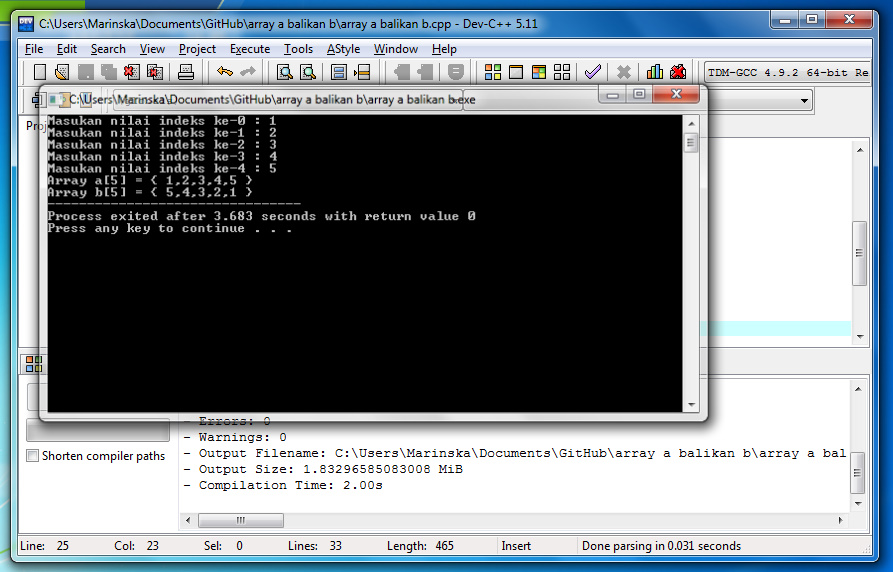 C:\Users\Marinska\Documents\GitHub\array a balikan b\array a balikan b.cpp - Dev-C++ 5.11
File Edit Search View Project Execute Tools AStyle Window Help
TDM-GCC 4.9.2 64-bit Re
C:\Users\Marinska\Documents\GitHub\array a balikan b\array a balikan b.exe
Masukan nilai indeks ke-0 : 1
Masukan nilai indeks ke-1 : 2
Masukan nilai indeks ke-2 : 3
Masukan nilai indeks ke-3 : 4
Masukan nilai indeks ke-4 : 5
Array a[5] = { 1,2,3,4,5 }
Array b[5] = { 5,4,3,2,1 }
--------------------------------
Process exited after 3.683 seconds with return value 0
Press any key to continue . . .
- Errors: 0
- Warnings: 0
- Output Filename: C:\Users\Marinska\Documents\GitHub\array a balikan b\array a bal
- Output Size: 1.83296585083008 MiB
- Compilation Time: 2.00s
Shorten compiler paths
Line: 25 Col: 23 Sel: 0 Lines: 33 Length: 465 Insert Done parsing in 0.031 seconds